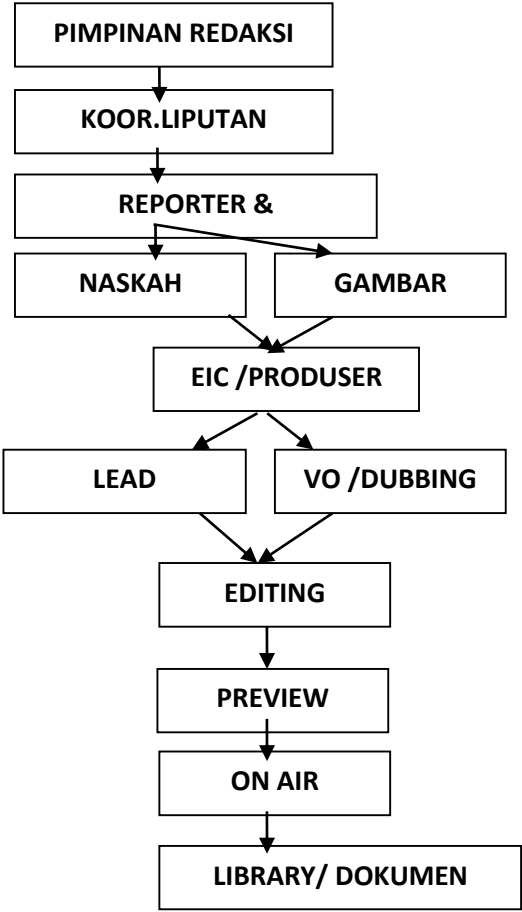 PIMPINAN REDAKSI
KOOR.LIPUTAN
REPORTER &
NASKAH
GAMBAR
EIC /PRODUSER
LEAD
VO /DUBBING
EDITING
PREVIEW
ON AIR
LIBRARY/ DOKUMEN